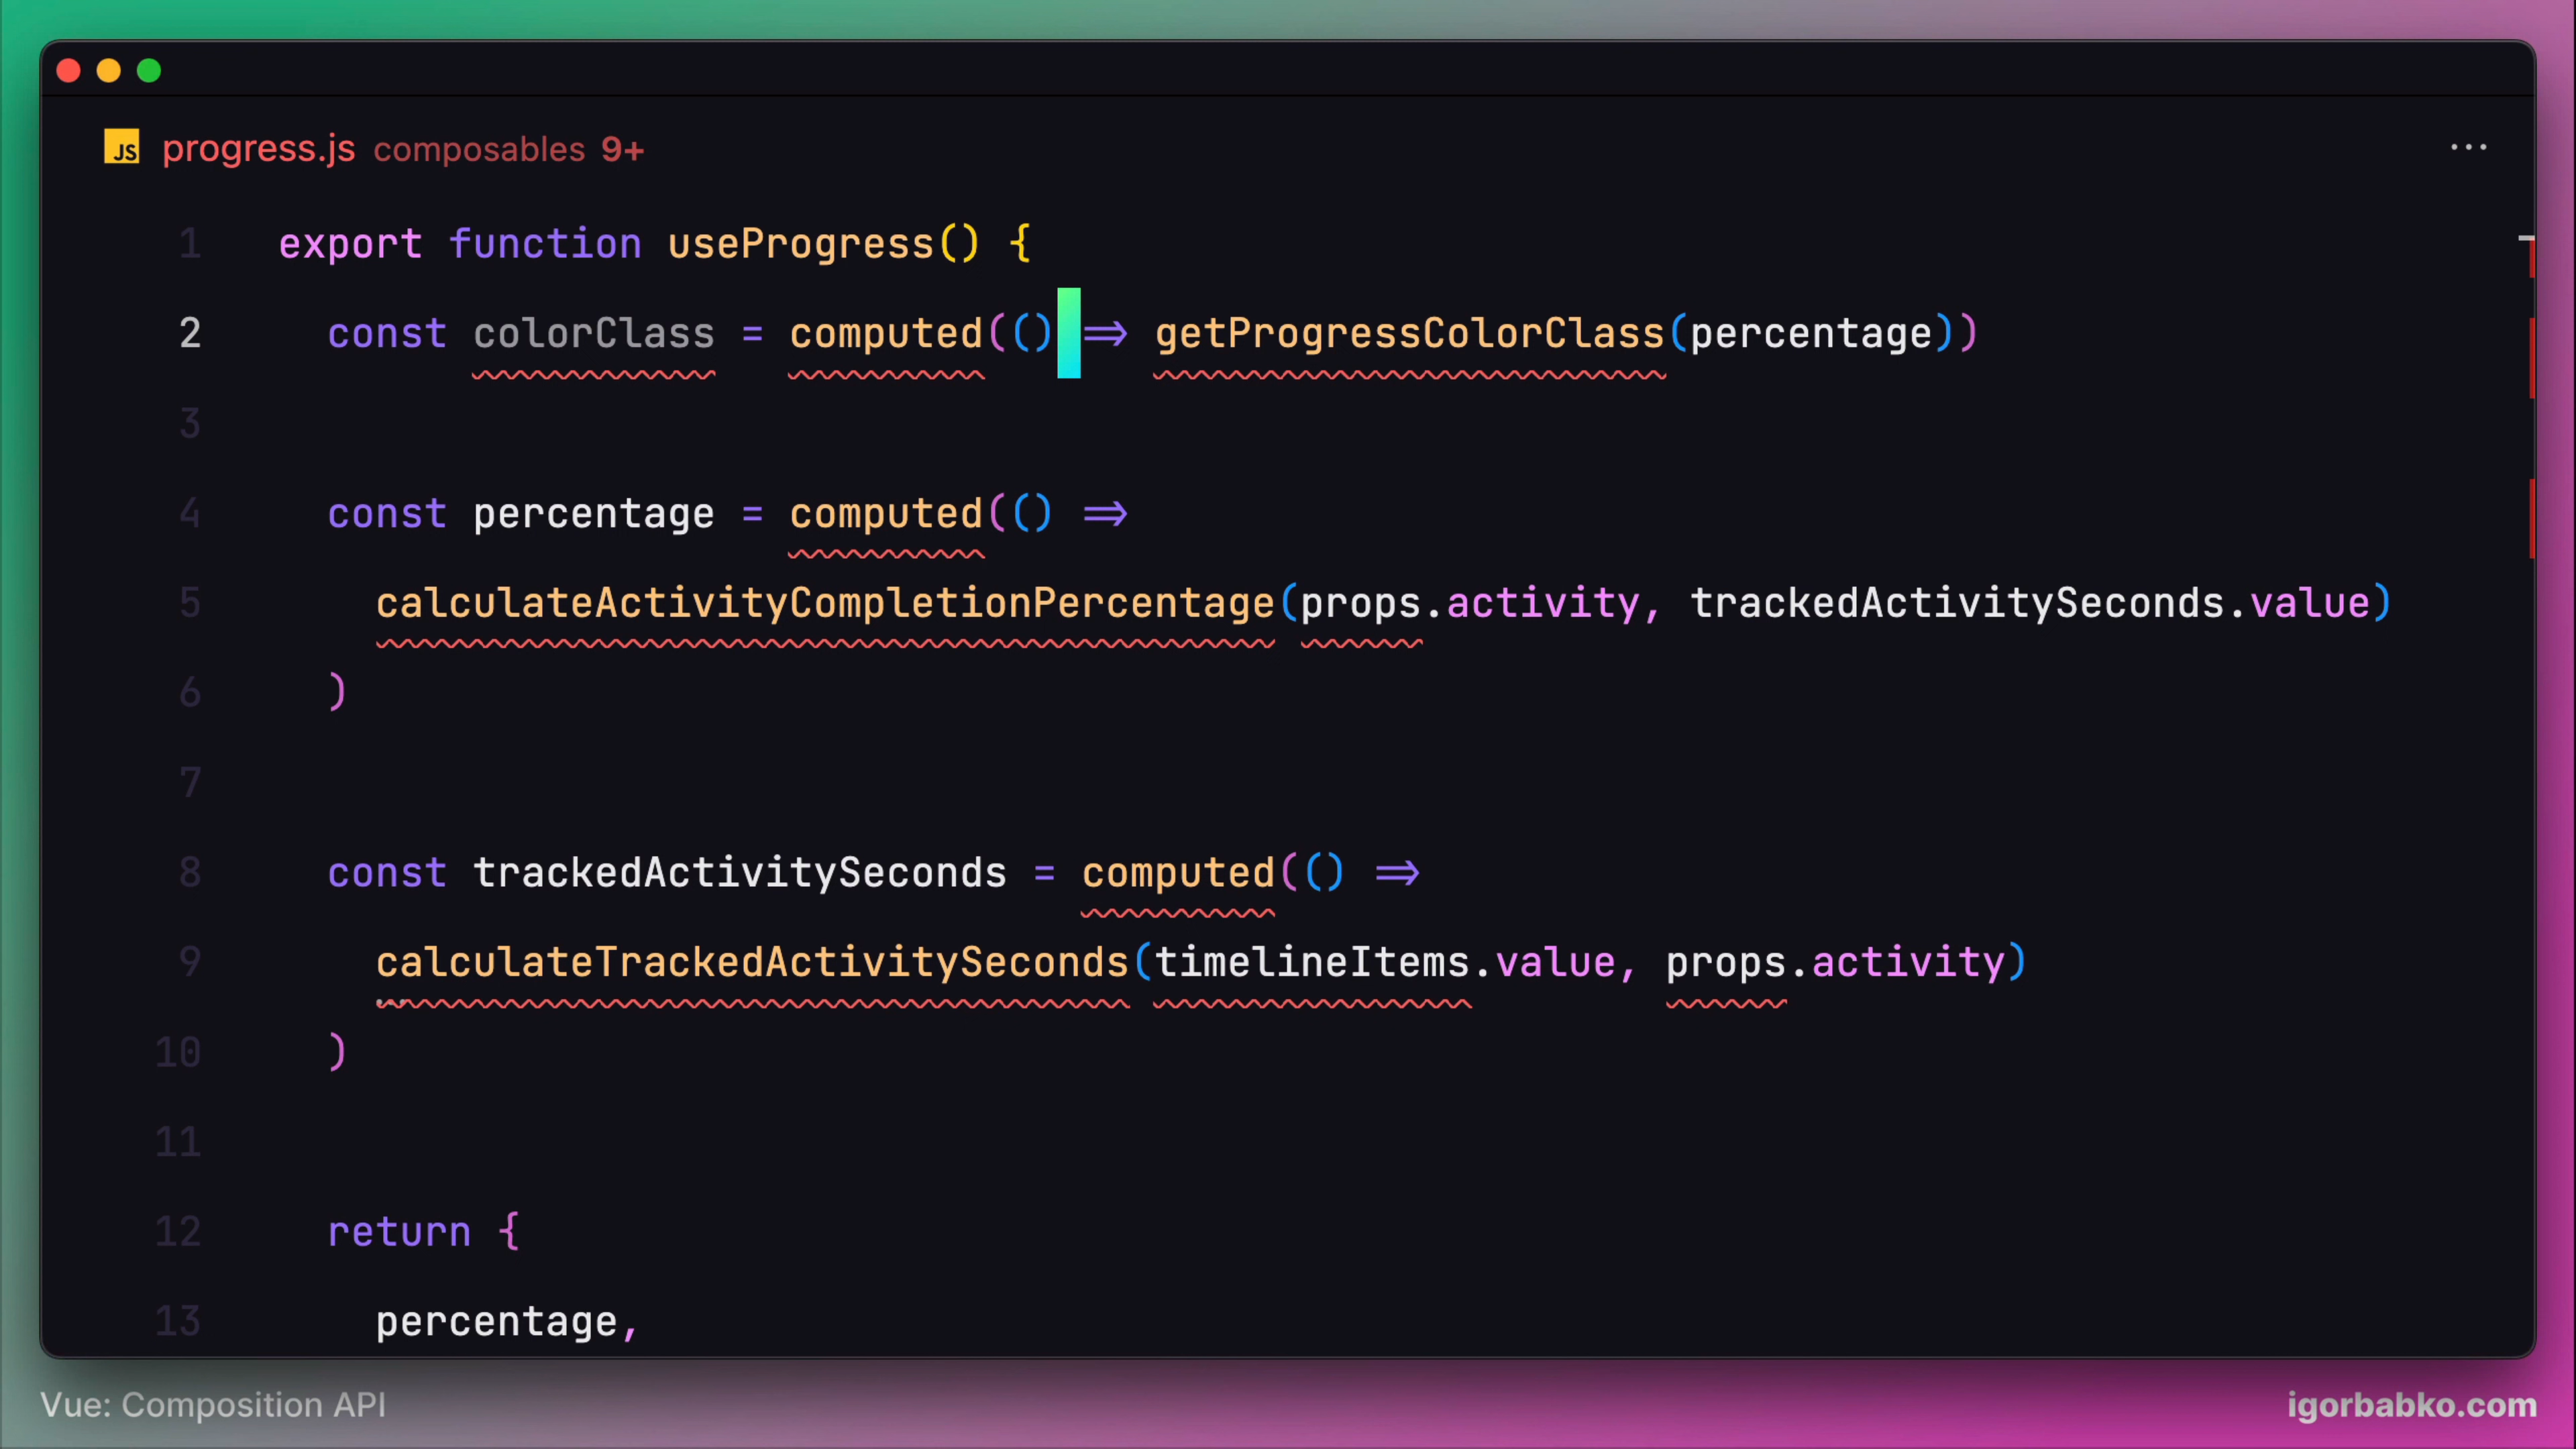 JS progress.js composables 9+ ...
1 export function useProgress() {
2 const colorClass = computed(() => getProgressColorClass(percentage))
3
4 const percentage = computed(() =>
5 calculateActivityCompletionPercentage(props.activity, trackedActivitySeconds.value)
6 )
7
8 const trackedActivitySeconds = computed(() =>
9 calculateTrackedActivitySeconds(timelineItems.value, props.activity)
10 )
11
12 return {
13 percentage,
Vue: Composition API
igorbabko.com